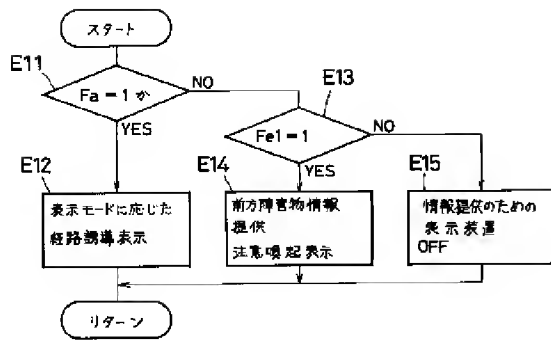 スタート
E11
Fa = 1 か
NO
YES
E13
Fe1 = 1
NO
YES
E12
表示モードに応じた
経路誘導表示
E14
前方障害物情報
提供
注意喚起表示
E15
情報提供のための
表示装置
OFF
リターン